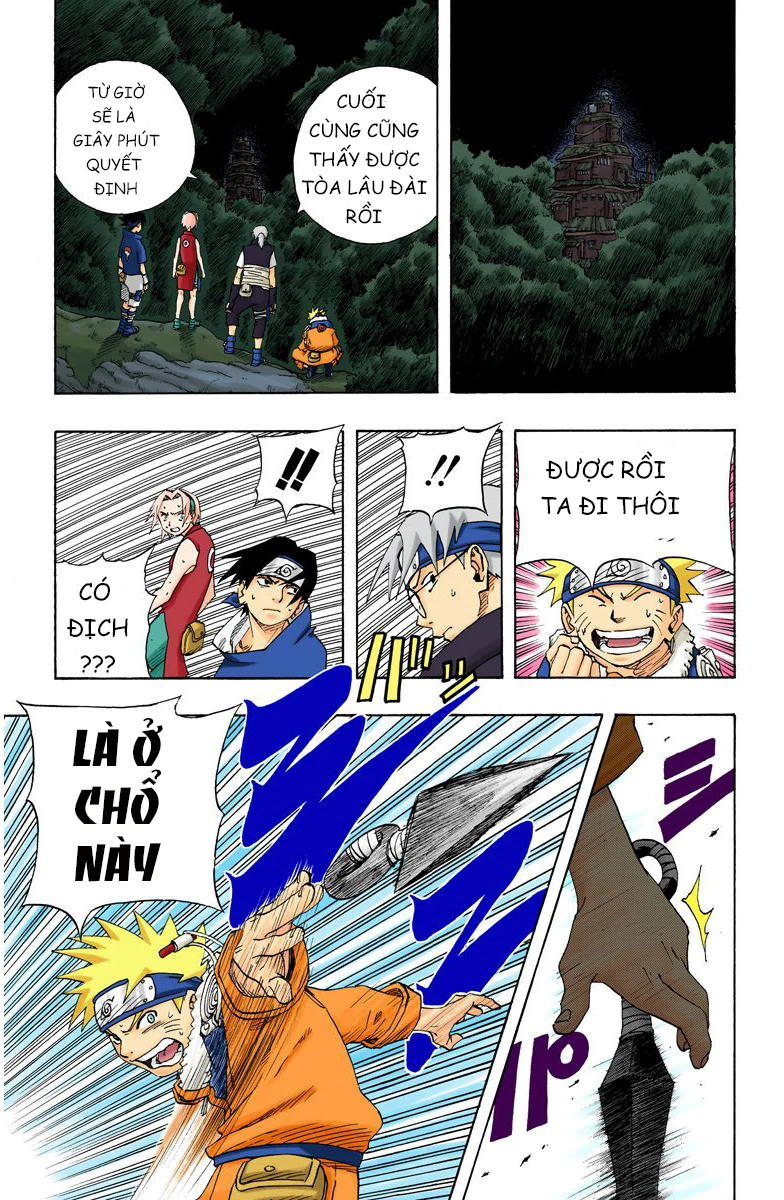 CUỐI
CÙNG CŨNG
THẤY ĐƯỢC
TÒA LÂU ĐÀI
RỒI
TỪ GIỜ
SẼ LÀ
GIÂY PHÚT
QUYẾT
ĐỊNH
ĐƯỢC RỒI
TA ĐI THÔI
!!
!!
CÓ
ĐỊCH
???
LÀ Ở
CHỔ
NÀY